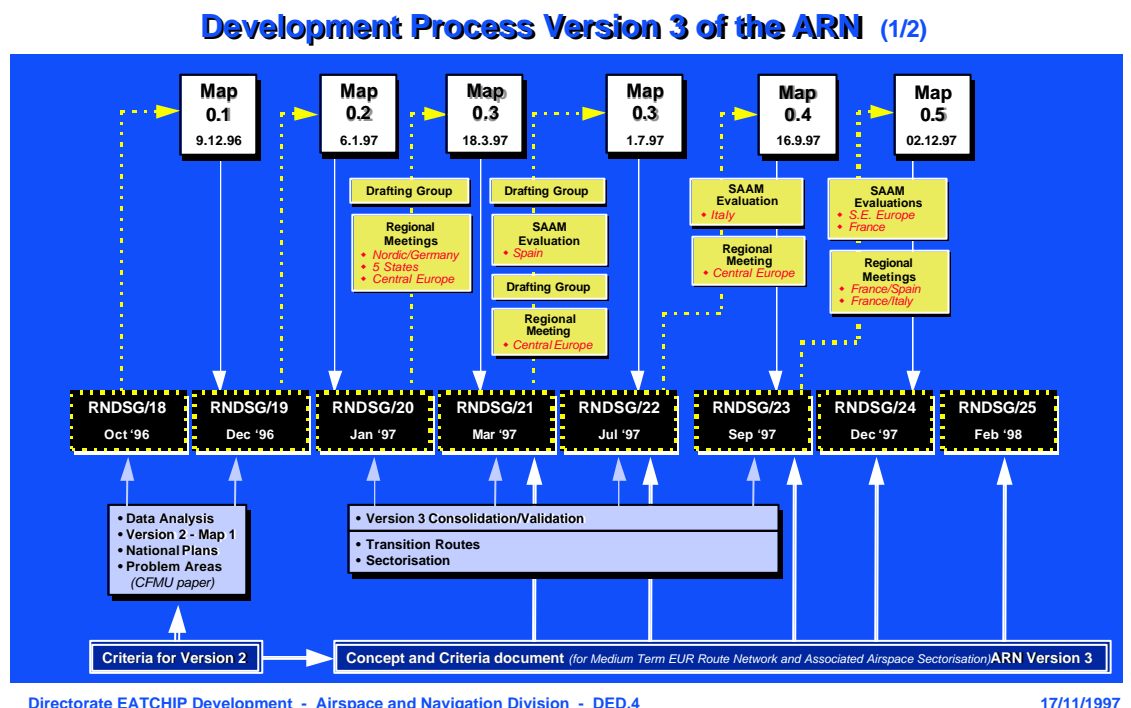 Development Process Version 3 of the ARN (1/2)
Map
0.1
9.12.96
Map
0.2
6.1.97
Map
0.3
18.3.97
Map
0.3
1.7.97
Map
0.4
16.9.97
Map
0.5
02.12.97
Drafting Group
Regional
Meetings
• Nordic/Germany
• 5 States
• Central Europe
Drafting Group
SAAM
Evaluation
• Spain
Drafting Group
Regional
Meeting
• Central Europe
SAAM
Evaluation
• Italy
Regional
Meeting
• Central Europe
SAAM
Evaluations
• S.E. Europe
• France
Regional
Meetings
• France/Spain
• France/Italy
RNDSG/18
Oct ‘96
RNDSG/19
Dec ‘96
RNDSG/20
Jan ‘97
RNDSG/21
Mar ‘97
RNDSG/22
Jul ‘97
RNDSG/23
Sep ‘97
RNDSG/24
Dec ‘97
RNDSG/25
Feb ‘98
• Data Analysis
• Version 2 - Map 1
• National Plans
• Problem Areas
(CFMU paper)
• Version 3 Consolidation/Validation
• Transition Routes
• Sectorisation
Criteria for Version 2
Concept and Criteria document (for Medium Term EUR Route Network and Associated Airspace Sectorisation) ARN Version 3
Directorate EATCHIP Development - Airspace and Navigation Division - DED.4
17/11/1997